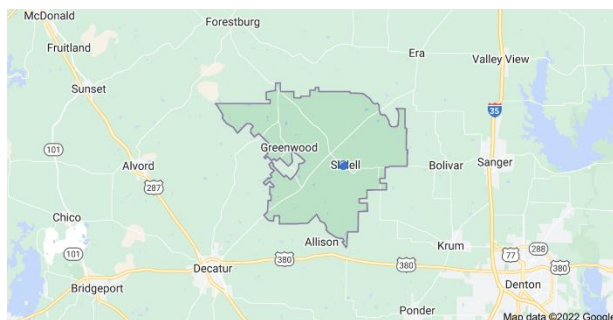 McDonald
Forestburg
Fruitland
Era
Valley View
Sunset
35
101
Greenwood
Slidell
Alvord
Bolivar
Sanger
287
Chico
101
Allison
Krum
77
288
380
380
380
Decatur
Bridgeport
Denton
Ponder
Map data ©2022 Google